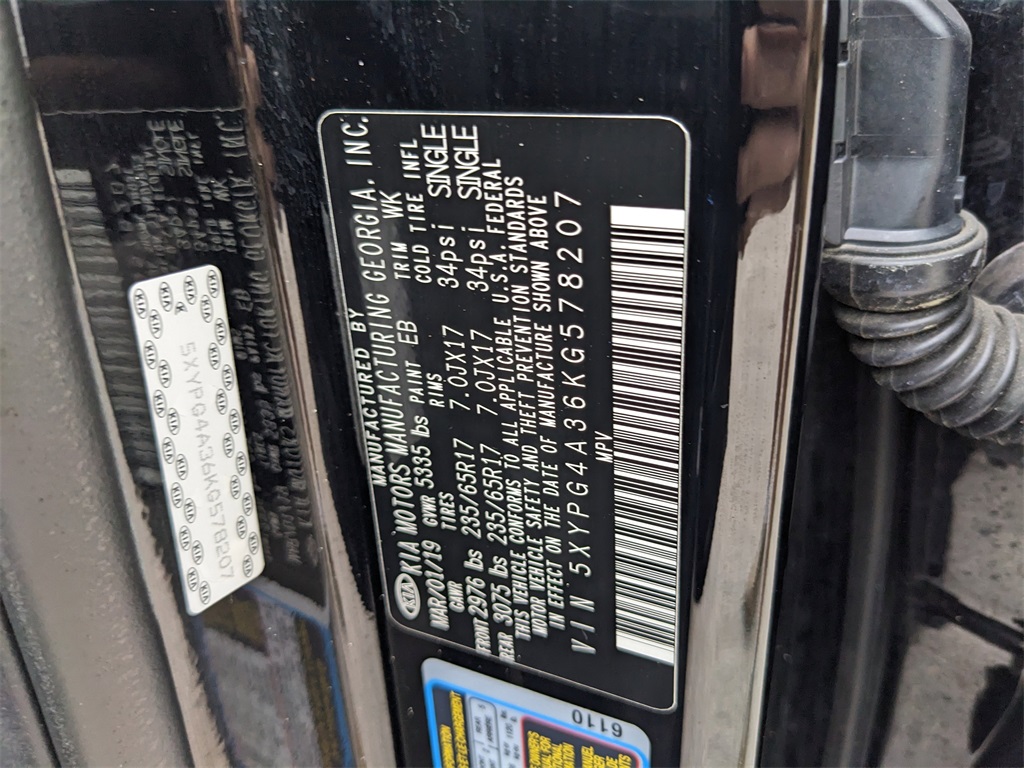 MANUFACTURED BY
KIA KIA MOTORS MANUFACTURING GEORGIA, INC.
MAR/01/19 GVWR 5335 lbs PAINT EB TRIM WK
GAWR TIRES RIMS COLD TIRE INFL
FRONT 2976 lbs 235/65R17 7.0JX17 34psi SINGLE
REAR 3075 lbs 235/65R17 7.0JX17 34psi SINGLE
THIS VEHICLE CONFORMS TO ALL APPLICABLE U.S.A. FEDERAL
MOTOR VEHICLE SAFETY AND THEFT PREVENTION STANDARDS
IN EFFECT ON THE DATE OF MANUFACTURE SHOWN ABOVE
VIN 5XYPG4A36KG578207
MPV
5XYPG4A36KG578207
6110